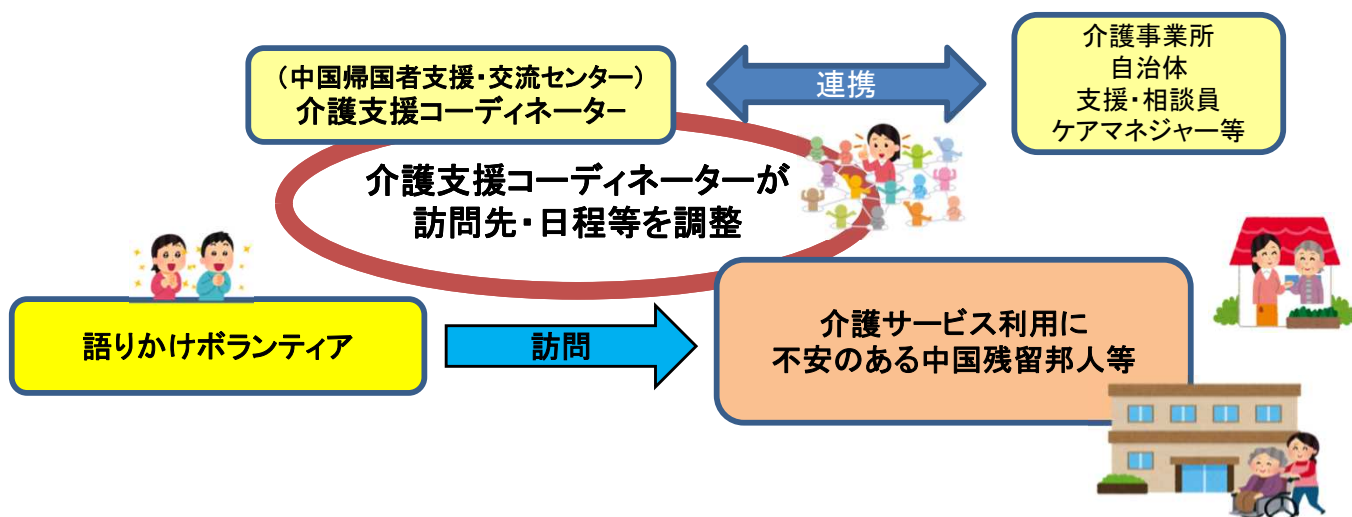 (中国帰国者支援・交流センター)
介護支援コーディネーター
連携
介護事業所
自治体
支援・相談員
ケアマネジャー等
介護支援コーディネーターが
訪問先・日程等を調整
語りかけボランティア
訪問
介護サービス利用に
不安のある中国残留邦人等